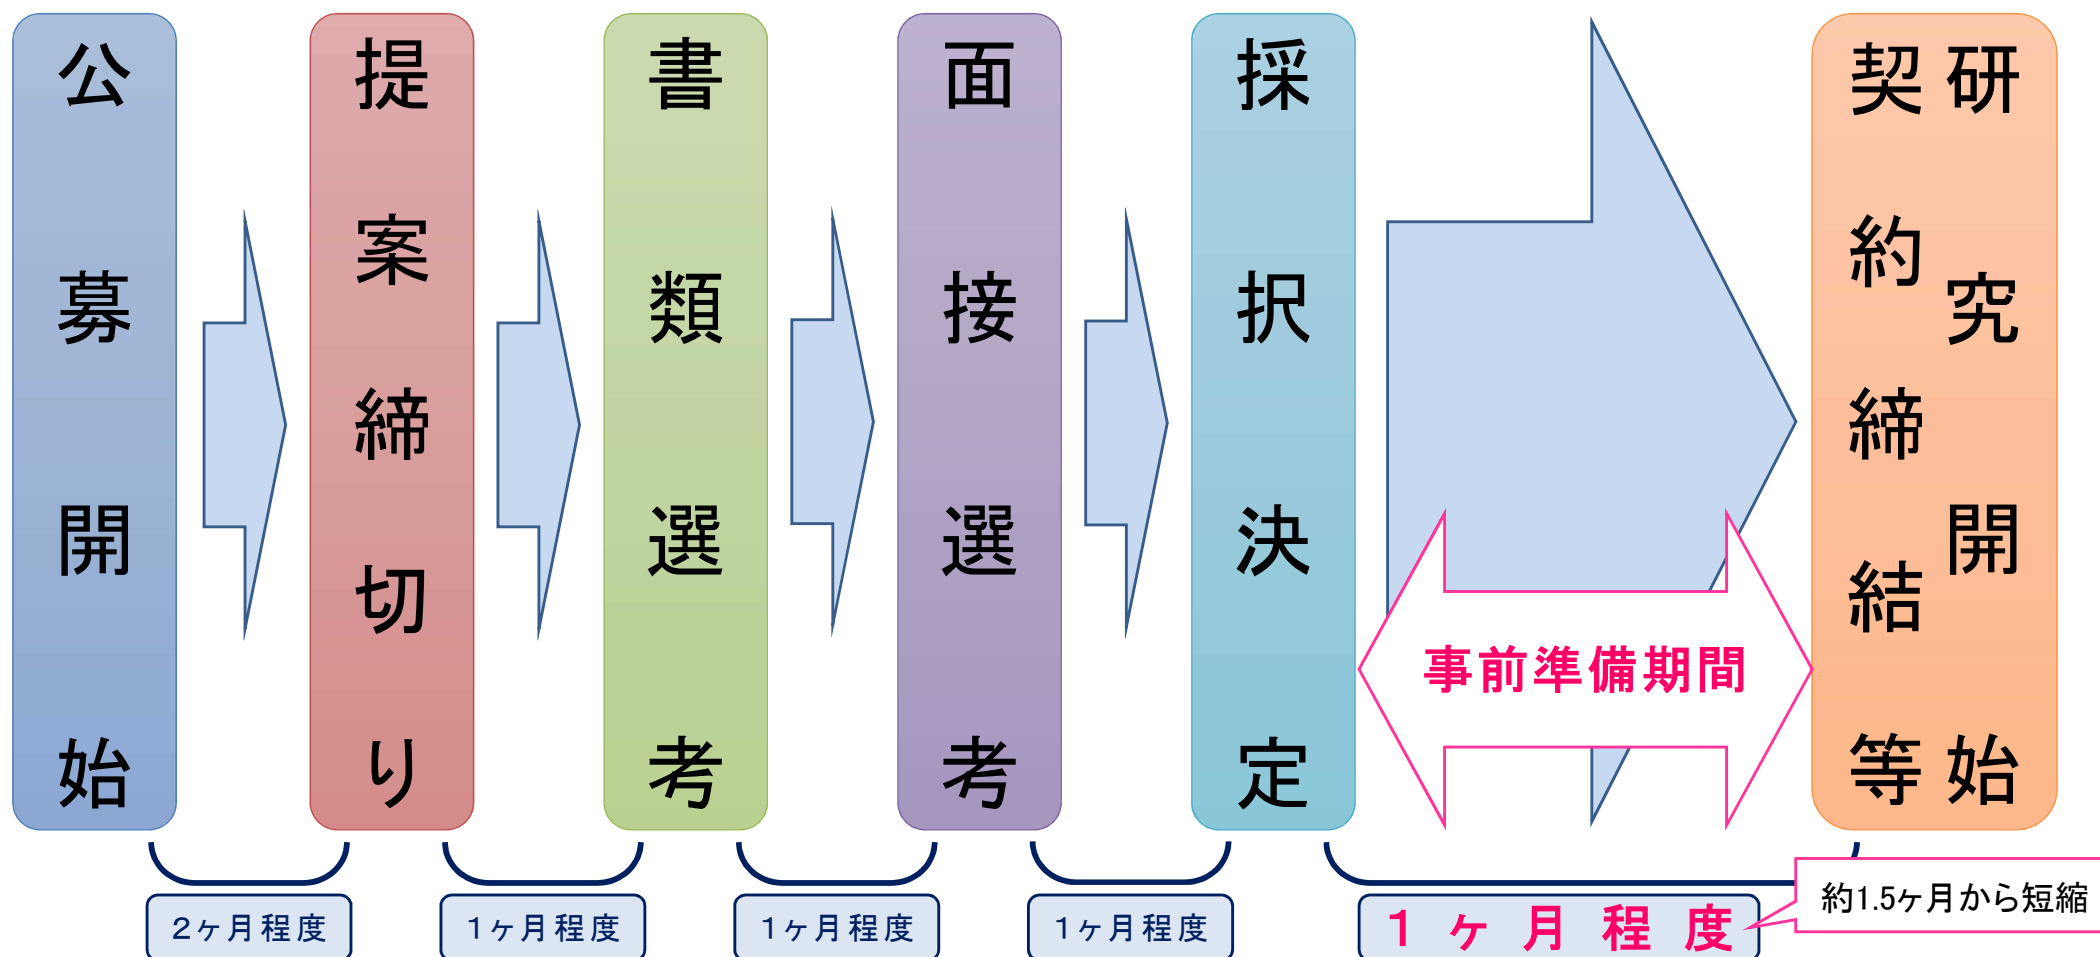 公募開始
提案締切り
書類選考
面接選考
採択決定
研究開始
契約締結等
事前準備期間
2ヶ月程度
1ヶ月程度
1ヶ月程度
1ヶ月程度
1ヶ月程度
約1.5ヶ月から短縮